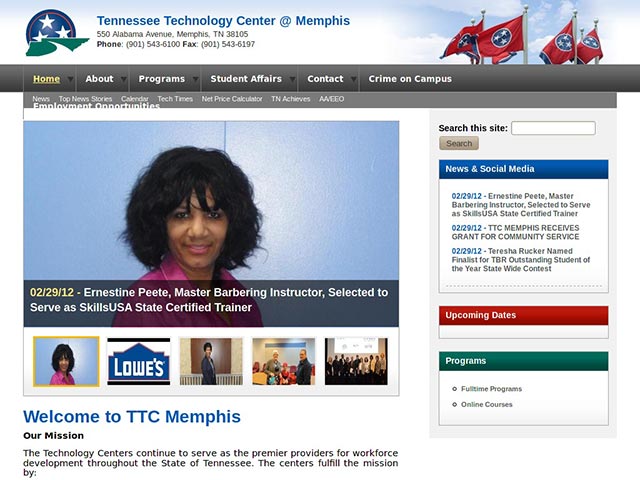 Tennessee Technology Center @ Memphis
550 Alabama Avenue, Memphis, TN 38105
Phone: (901) 543-6100 Fax: (901) 543-6197
Home About Programs Student Affairs Contact Crime on Campus
News Top News Stories Calendar Tech Times Net Price Calculator TN Achieves AA/EEO
Employment Opportunities
02/29/12 - Ernestine Peete, Master Barbering Instructor, Selected to
Serve as SkillsUSA State Certified Trainer
LOWE'S
Welcome to TTC Memphis
Our Mission
The Technology Centers continue to serve as the premier providers for workforce
development throughout the State of Tennessee. The centers fulfill the mission
by:
Search this site:
Search
News & Social Media
02/29/12 - Ernestine Peete, Master
Barbering Instructor, Selected to Serve
as SkillsUSA State Certified Trainer
02/29/12 - TTC MEMPHIS RECEIVES
GRANT FOR COMMUNITY SERVICE
02/29/12 - Teresha Rucker Named
Finalist for TBR Outstanding Student of
the Year State Wide Contest
Upcoming Dates
Programs
Fulltime Programs
Online Courses